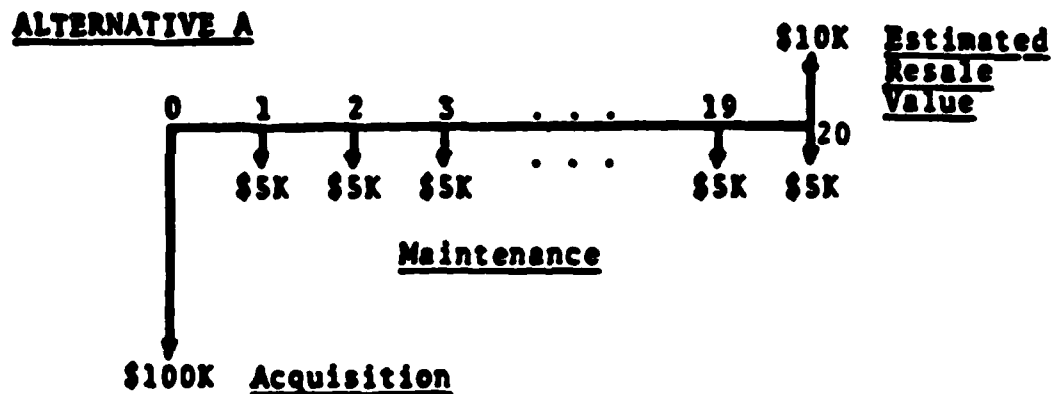 ALTERNATIVE A
$10K Estimated
Resale
Value
0 1 2 3 . . . 19
20
. . .
$5K $5K $5K $5K $5K
Maintenance
$100K Acquisition